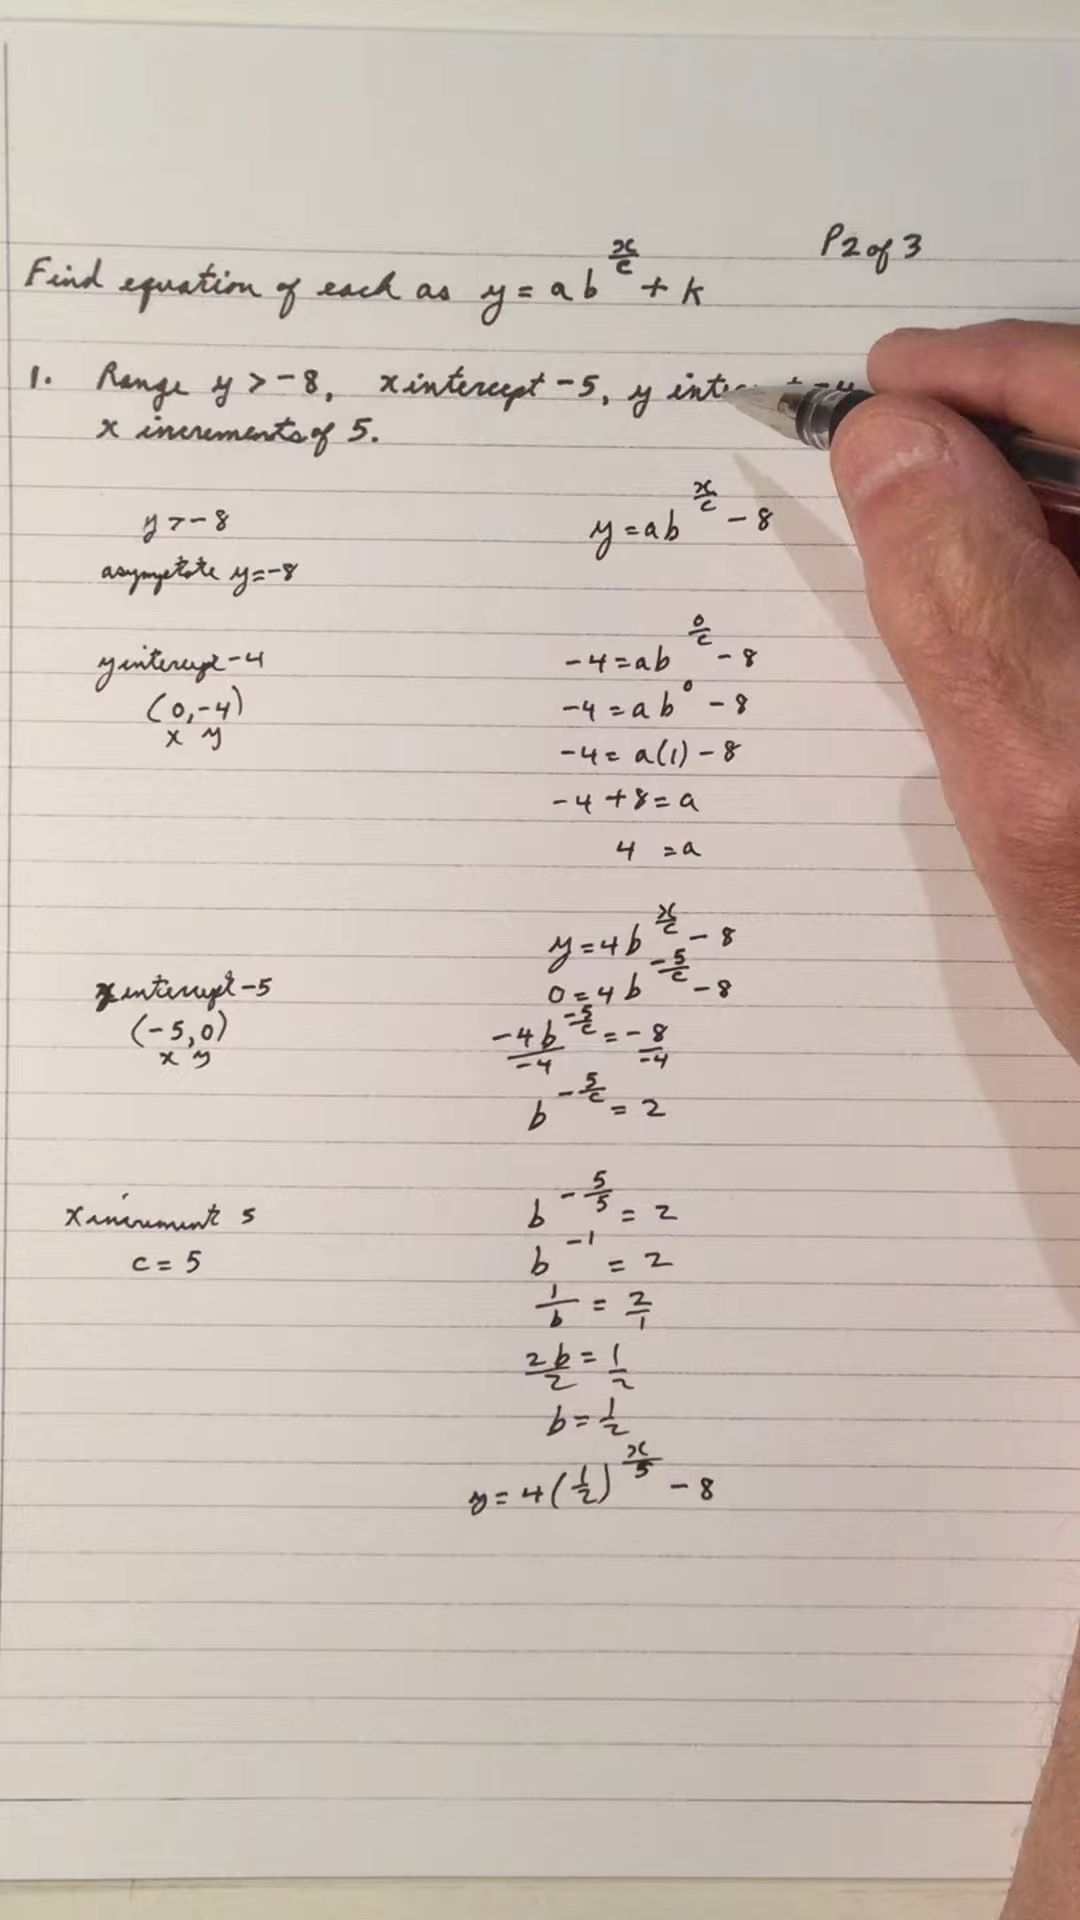 P2 of 3
Find equation of each as y = ab^(x/c) + k
1. Range y > -8, x intercept -5, y
x increments of 5.
y > -8
y = ab^(x/c) - 8
asymptote y = -8
y intercept -4
-4 = ab^(0/c) - 8
(0, -4)
-4 = ab^0 - 8
x y
-4 = a(1) - 8
-4 + 8 = a
4 = a
y = 4b^(x/c) - 8
x intercept -5
0 = 4b^(-5/c) - 8
(-5, 0)
-4b^(-5/c)/-4 = -8/-4
x y
b^(-5/c) = 2
x increment 5
b^(-5/5) = 2
c = 5
b^(-1) = 2
1/b = 2/1
2b/2 = 1/2
b = 1/2
y = 4(1/2)^(x/5) - 8